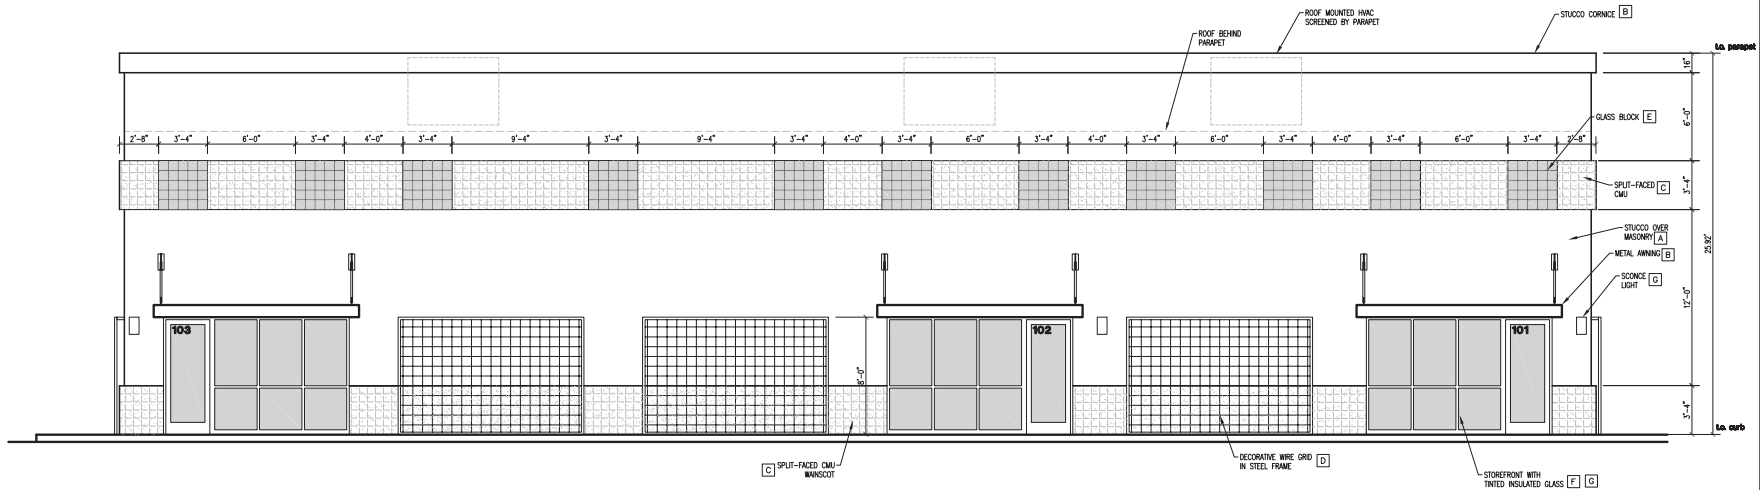 ROOF MOUNTED HVAC
SCREENED BY PARAPET
STUCCO CORNICE B
ROOF BEHIND
PARAPET
t.o. parapet
16"
6'-0"
GLASS BLOCK E
2'-8" 3'-4" 6'-0" 3'-4" 4'-0" 3'-4" 9'-4" 3'-4" 9'-4 3'-4" 4'-0" 3'-4" 6'-0" 3'-4" 4'-0" 3'-4" 6'-0" 3'-4" 4'-0" 3'-4" 6'-0" 3'-4" 2'-8"
SPLIT-FACED
CMU C
3'-4"
STUCCO OVER
MASONRY A
25.92'
METAL AWNING B
SCONCE
LIGHT G
12'-0"
103
102
101
8'-0"
3'-4"
t.o. curb
C SPLIT-FACED CMU
WAINSCOT
DECORATIVE WIRE GRID
IN STEEL FRAME D
STOREFRONT WITH
TINTED INSULATED GLASS F G